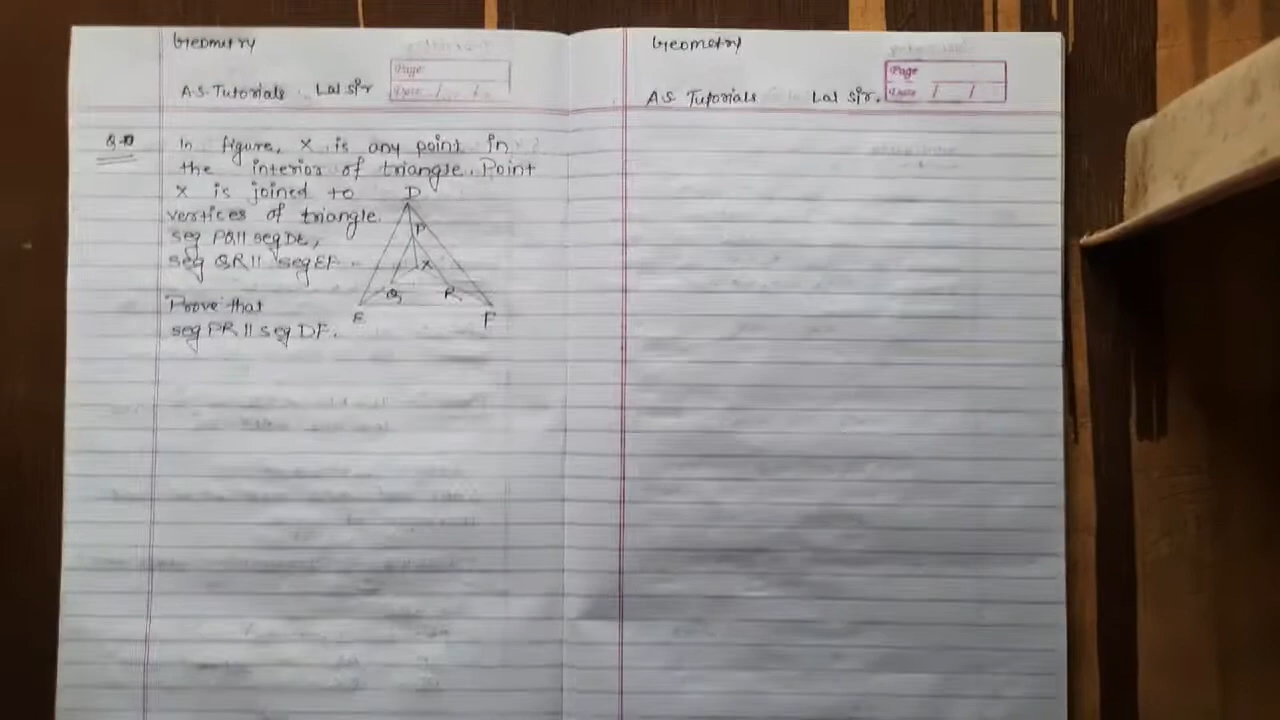 Geometry
Page
A.S. Tutorials Lal sir
Date / /
In figure, X is any point in
the interior of triangle. Point
X is joined to
vertices of triangle.
seg PQ || seg DE,
seg QR || seg EF.
Prove that
seg PR || seg DF.
D
P
X
Q
R
E
F
Geometry
Page
A.S Tutorials Lal sir.
Date / /